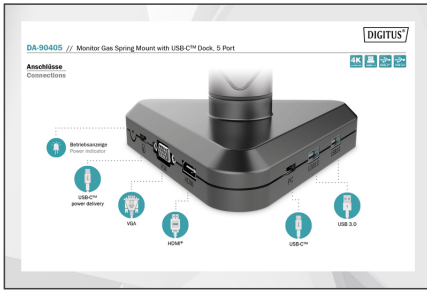 DIGITUS®
DA-90405 // Monitor Gas Spring Mount with USB-C™ Dock, 5 Port
4K
Anschlüsse
Connections
Betriebsanzeige
Power Indicator
USB-C™
power delivery
VGA
HDMI®
PC
USB-C™
USB 3.0